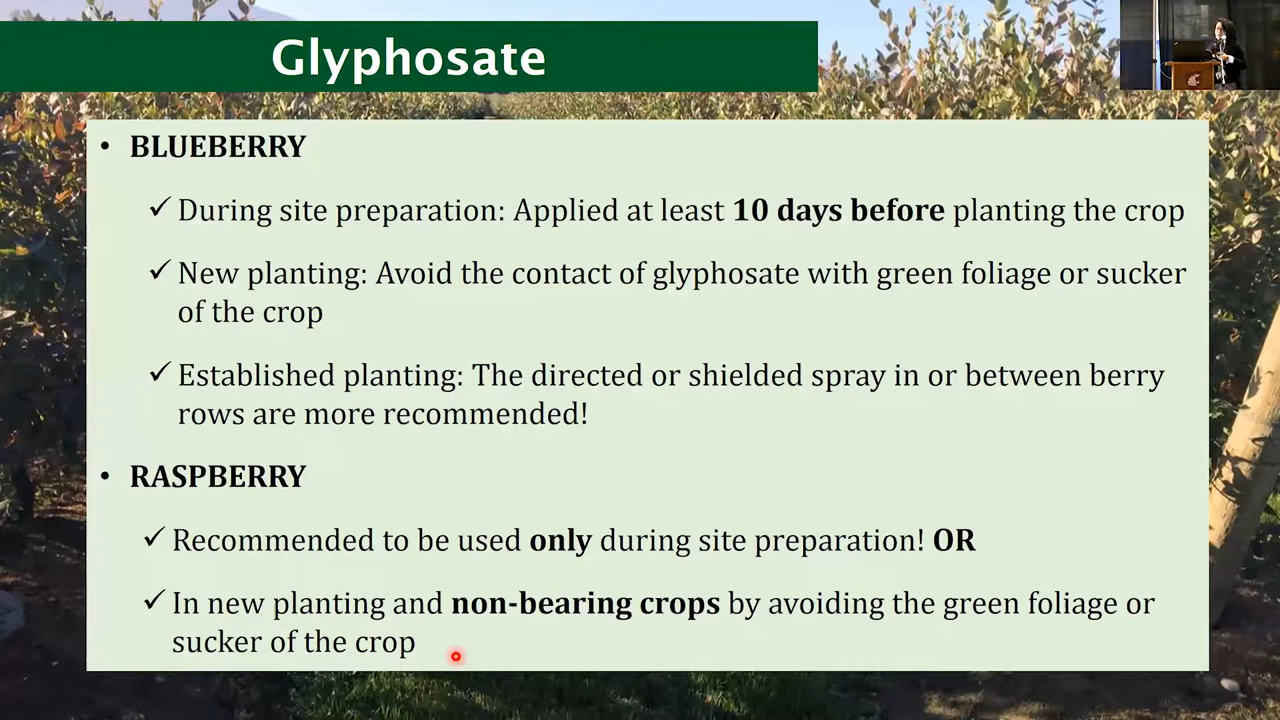 Glyphosate
• BLUEBERRY
✓ During site preparation: Applied at least 10 days before planting the crop
✓ New planting: Avoid the contact of glyphosate with green foliage or sucker
of the crop
✓ Established planting: The directed or shielded spray in or between berry
rows are more recommended!
• RASPBERRY
✓ Recommended to be used only during site preparation! OR
✓ In new planting and non-bearing crops by avoiding the green foliage or
sucker of the crop